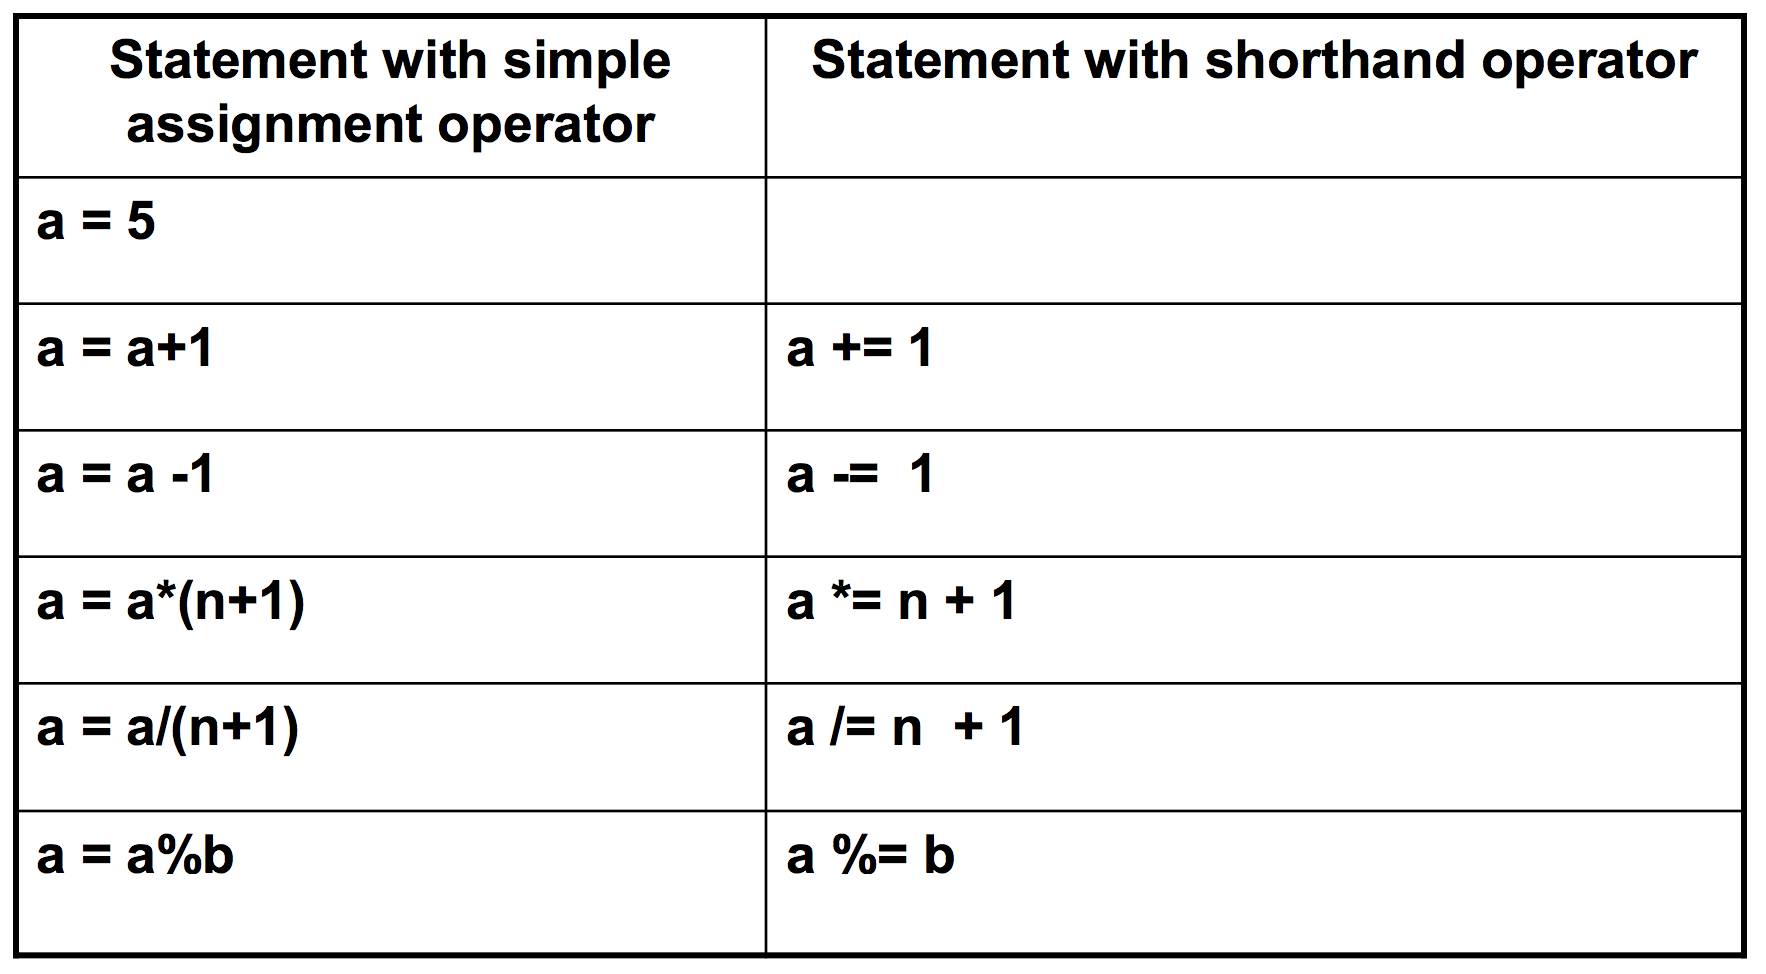 Statement with simple
assignment operator
Statement with shorthand operator
a = 5
a = a+1
a += 1
a = a -1
a -=  1
a = a*(n+1)
a *= n + 1
a = a/(n+1)
a /= n  + 1
a = a%b
a %= b